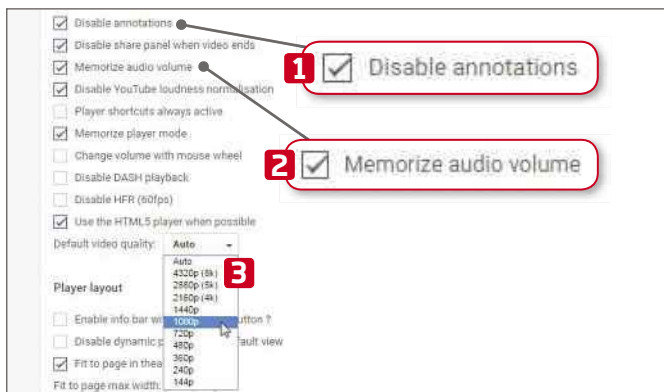 Disable annotations
Disable share panel when video ends
Memorize audio volume
Disable YouTube loudness normalisation
Player shortcuts always active
Memorize player mode
Change volume with mouse wheel
Disable DASH playback
Disable HFR (60fps)
Use the HTML5 player when possible
Default video quality: Auto
Auto
4320p (8k)
2880p (5k)
2160p (4k)
1440p
1080p
720p
480p
360p
240p
144p
Player layout
Enable info bar wi utton ?
Disable dynamic p fault view
Fit to page in thea
Fit to page max width:
1 Disable annotations
2 Memorize audio volume
3